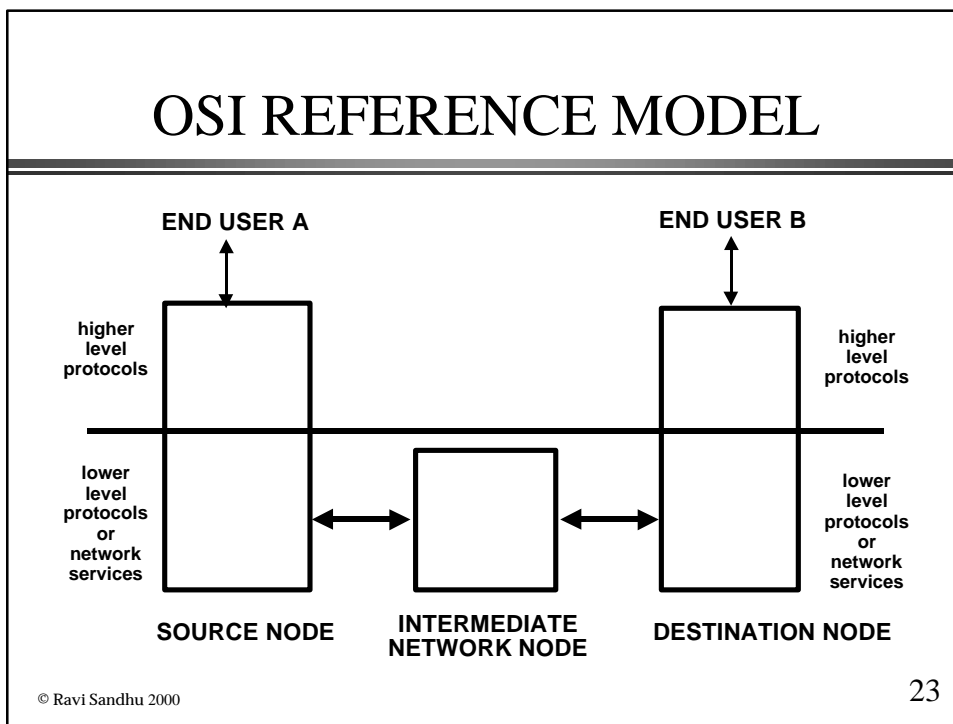 OSI REFERENCE MODEL
END USER A
END USER B
higher
level
protocols
higher
level
protocols
lower
level
protocols
or
network
services
lower
level
protocols
or
network
services
SOURCE NODE
INTERMEDIATE
NETWORK NODE
DESTINATION NODE
© Ravi Sandhu 2000
23